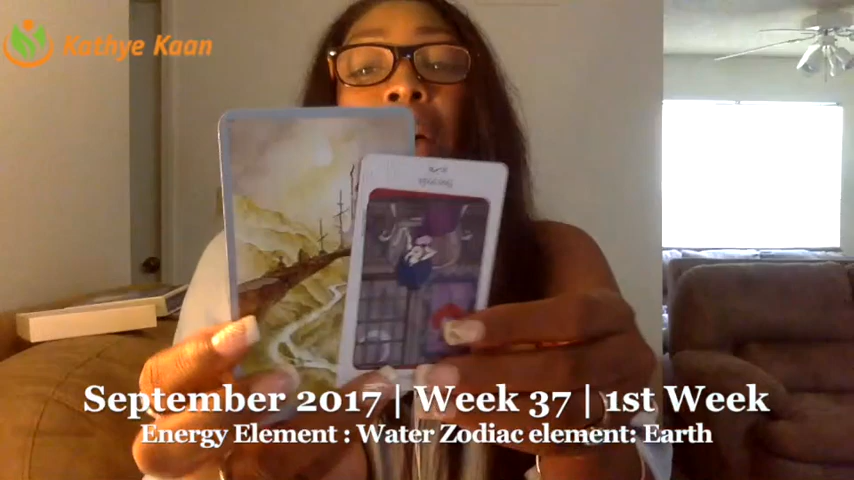 Kathye Kaan
September 2017 | Week 37 | 1st Week
Energy Element : Water Zodiac element: Earth